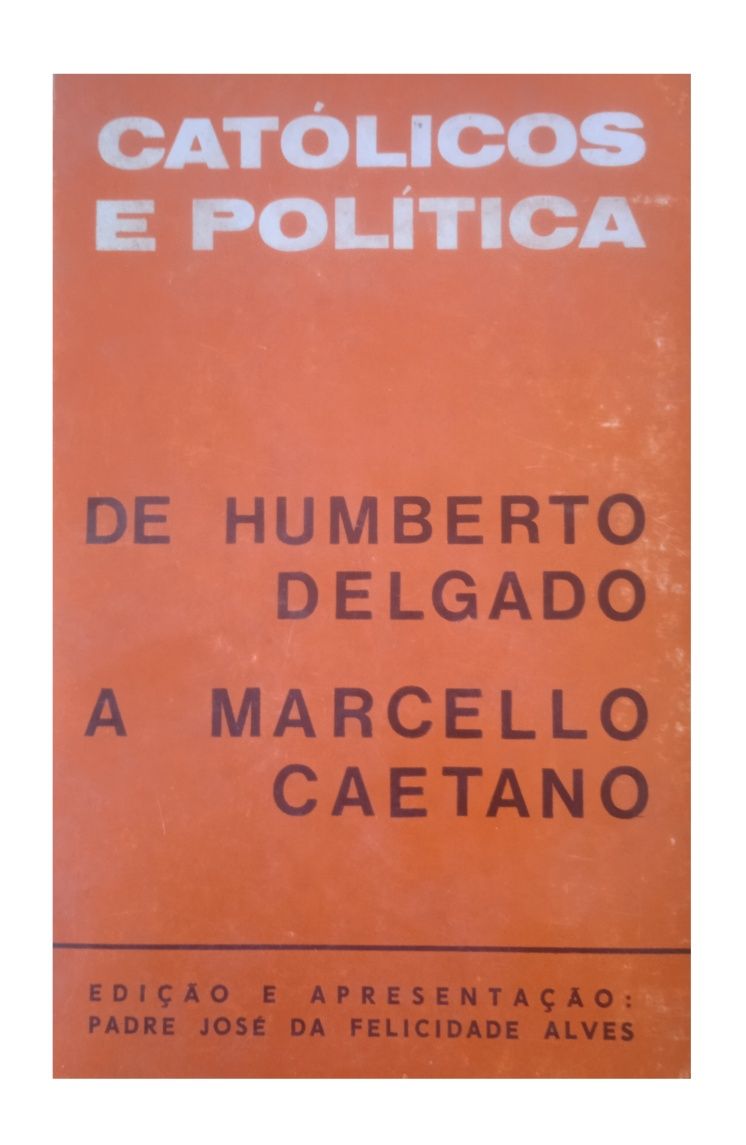 CATÓLICOS
E POLÍTICA
DE HUMBERTO
DELGADO
A MARCELLO
CAETANO
EDIÇÃO E APRESENTAÇÃO:
PADRE JOSÉ DA FELICIDADE ALVES